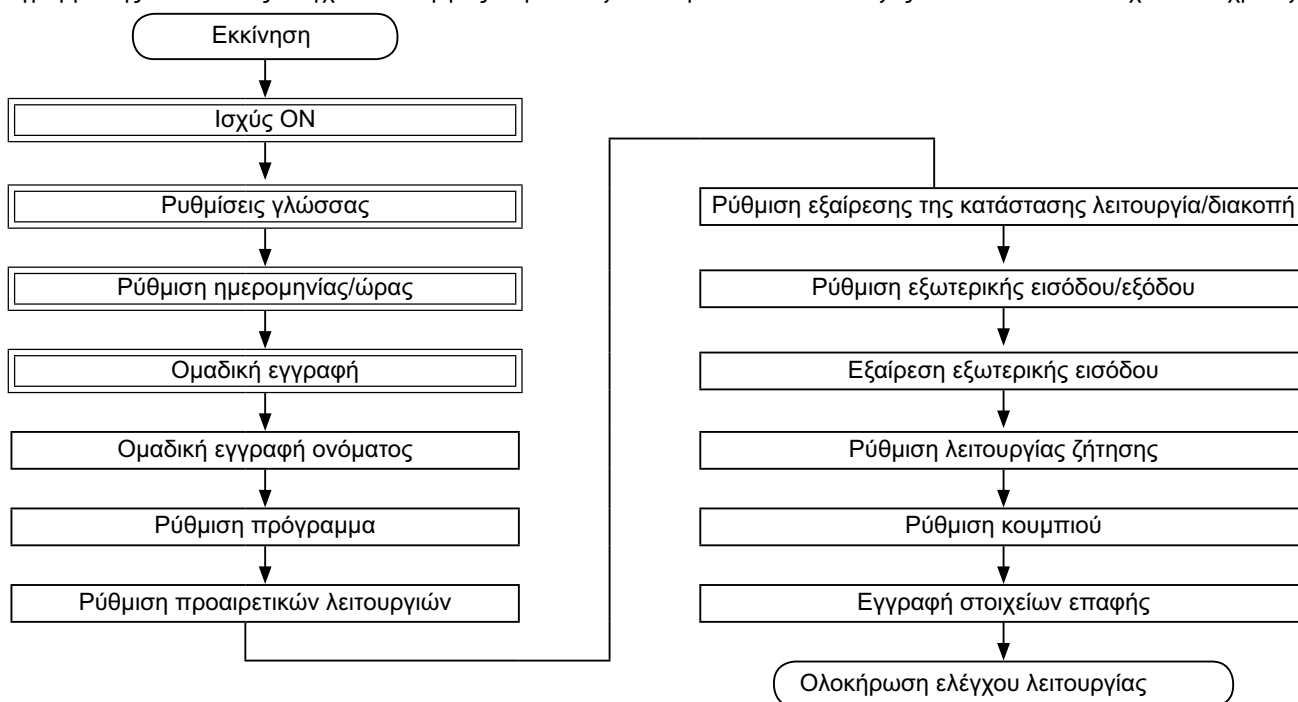 Εκκίνηση
Ισχύς ON
Ρυθμίσεις γλώσσας
Ρύθμιση ημερομηνίας/ώρας
Ομαδική εγγραφή
Ομαδική εγγραφή ονόματος
Ρύθμιση πρόγραμμα
Ρύθμιση προαιρετικών λειτουργιών
Ρύθμιση εξαίρεσης της κατάστασης λειτουργία/διακοπή
Ρύθμιση εξωτερικής εισόδου/εξόδου
Εξαίρεση εξωτερικής εισόδου
Ρύθμιση λειτουργίας ζήτησης
Ρύθμιση κουμπιού
Εγγραφή στοιχείων επαφής
Ολοκήρωση ελέγχου λειτουργίας